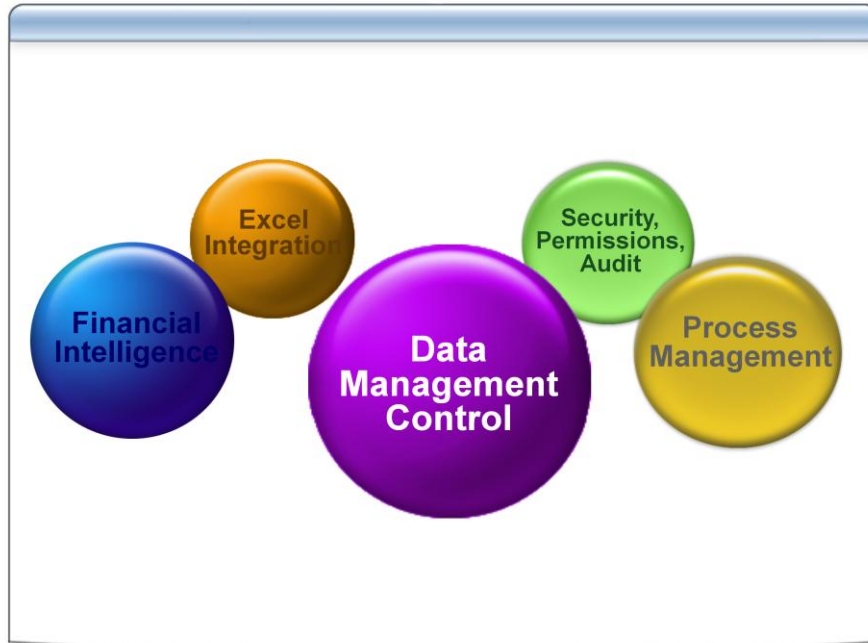 Financial
Intelligence
Excel
Integration
Data
Management
Control
Security,
Permissions,
Audit
Process
Management